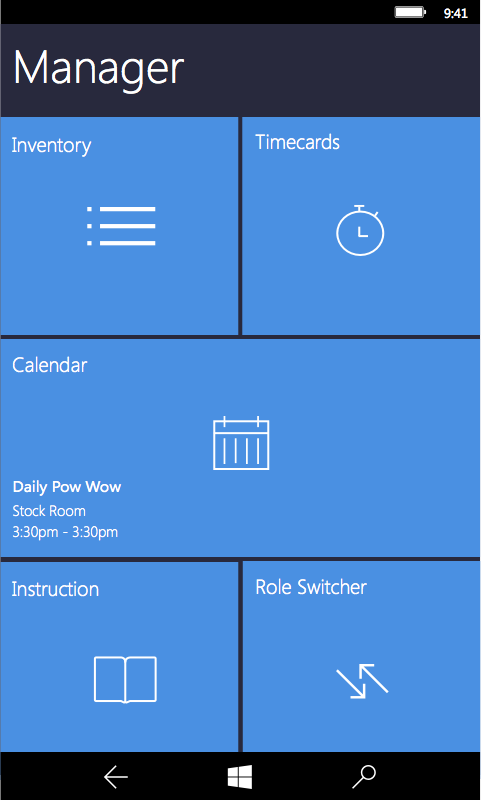 9:41
Manager
Inventory
Timecards
Calendar
Daily Pow Wow
Stock Room
3:30pm - 3:30pm
Instruction
Role Switcher